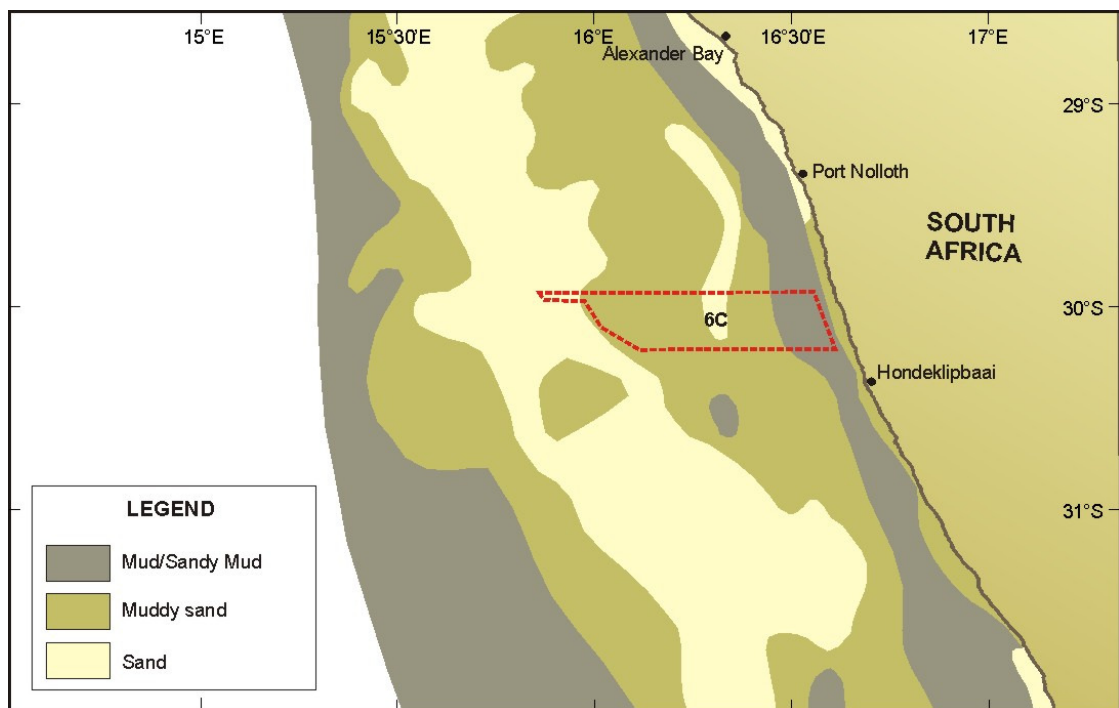 15°E
15°30'E
16°E
16°30'E
17°E
Alexander Bay
29°S
Port Nolloth
SOUTH
AFRICA
30°S
6C
Hondeklipbaai
31°S
LEGEND
Mud/Sandy Mud
Muddy sand
Sand